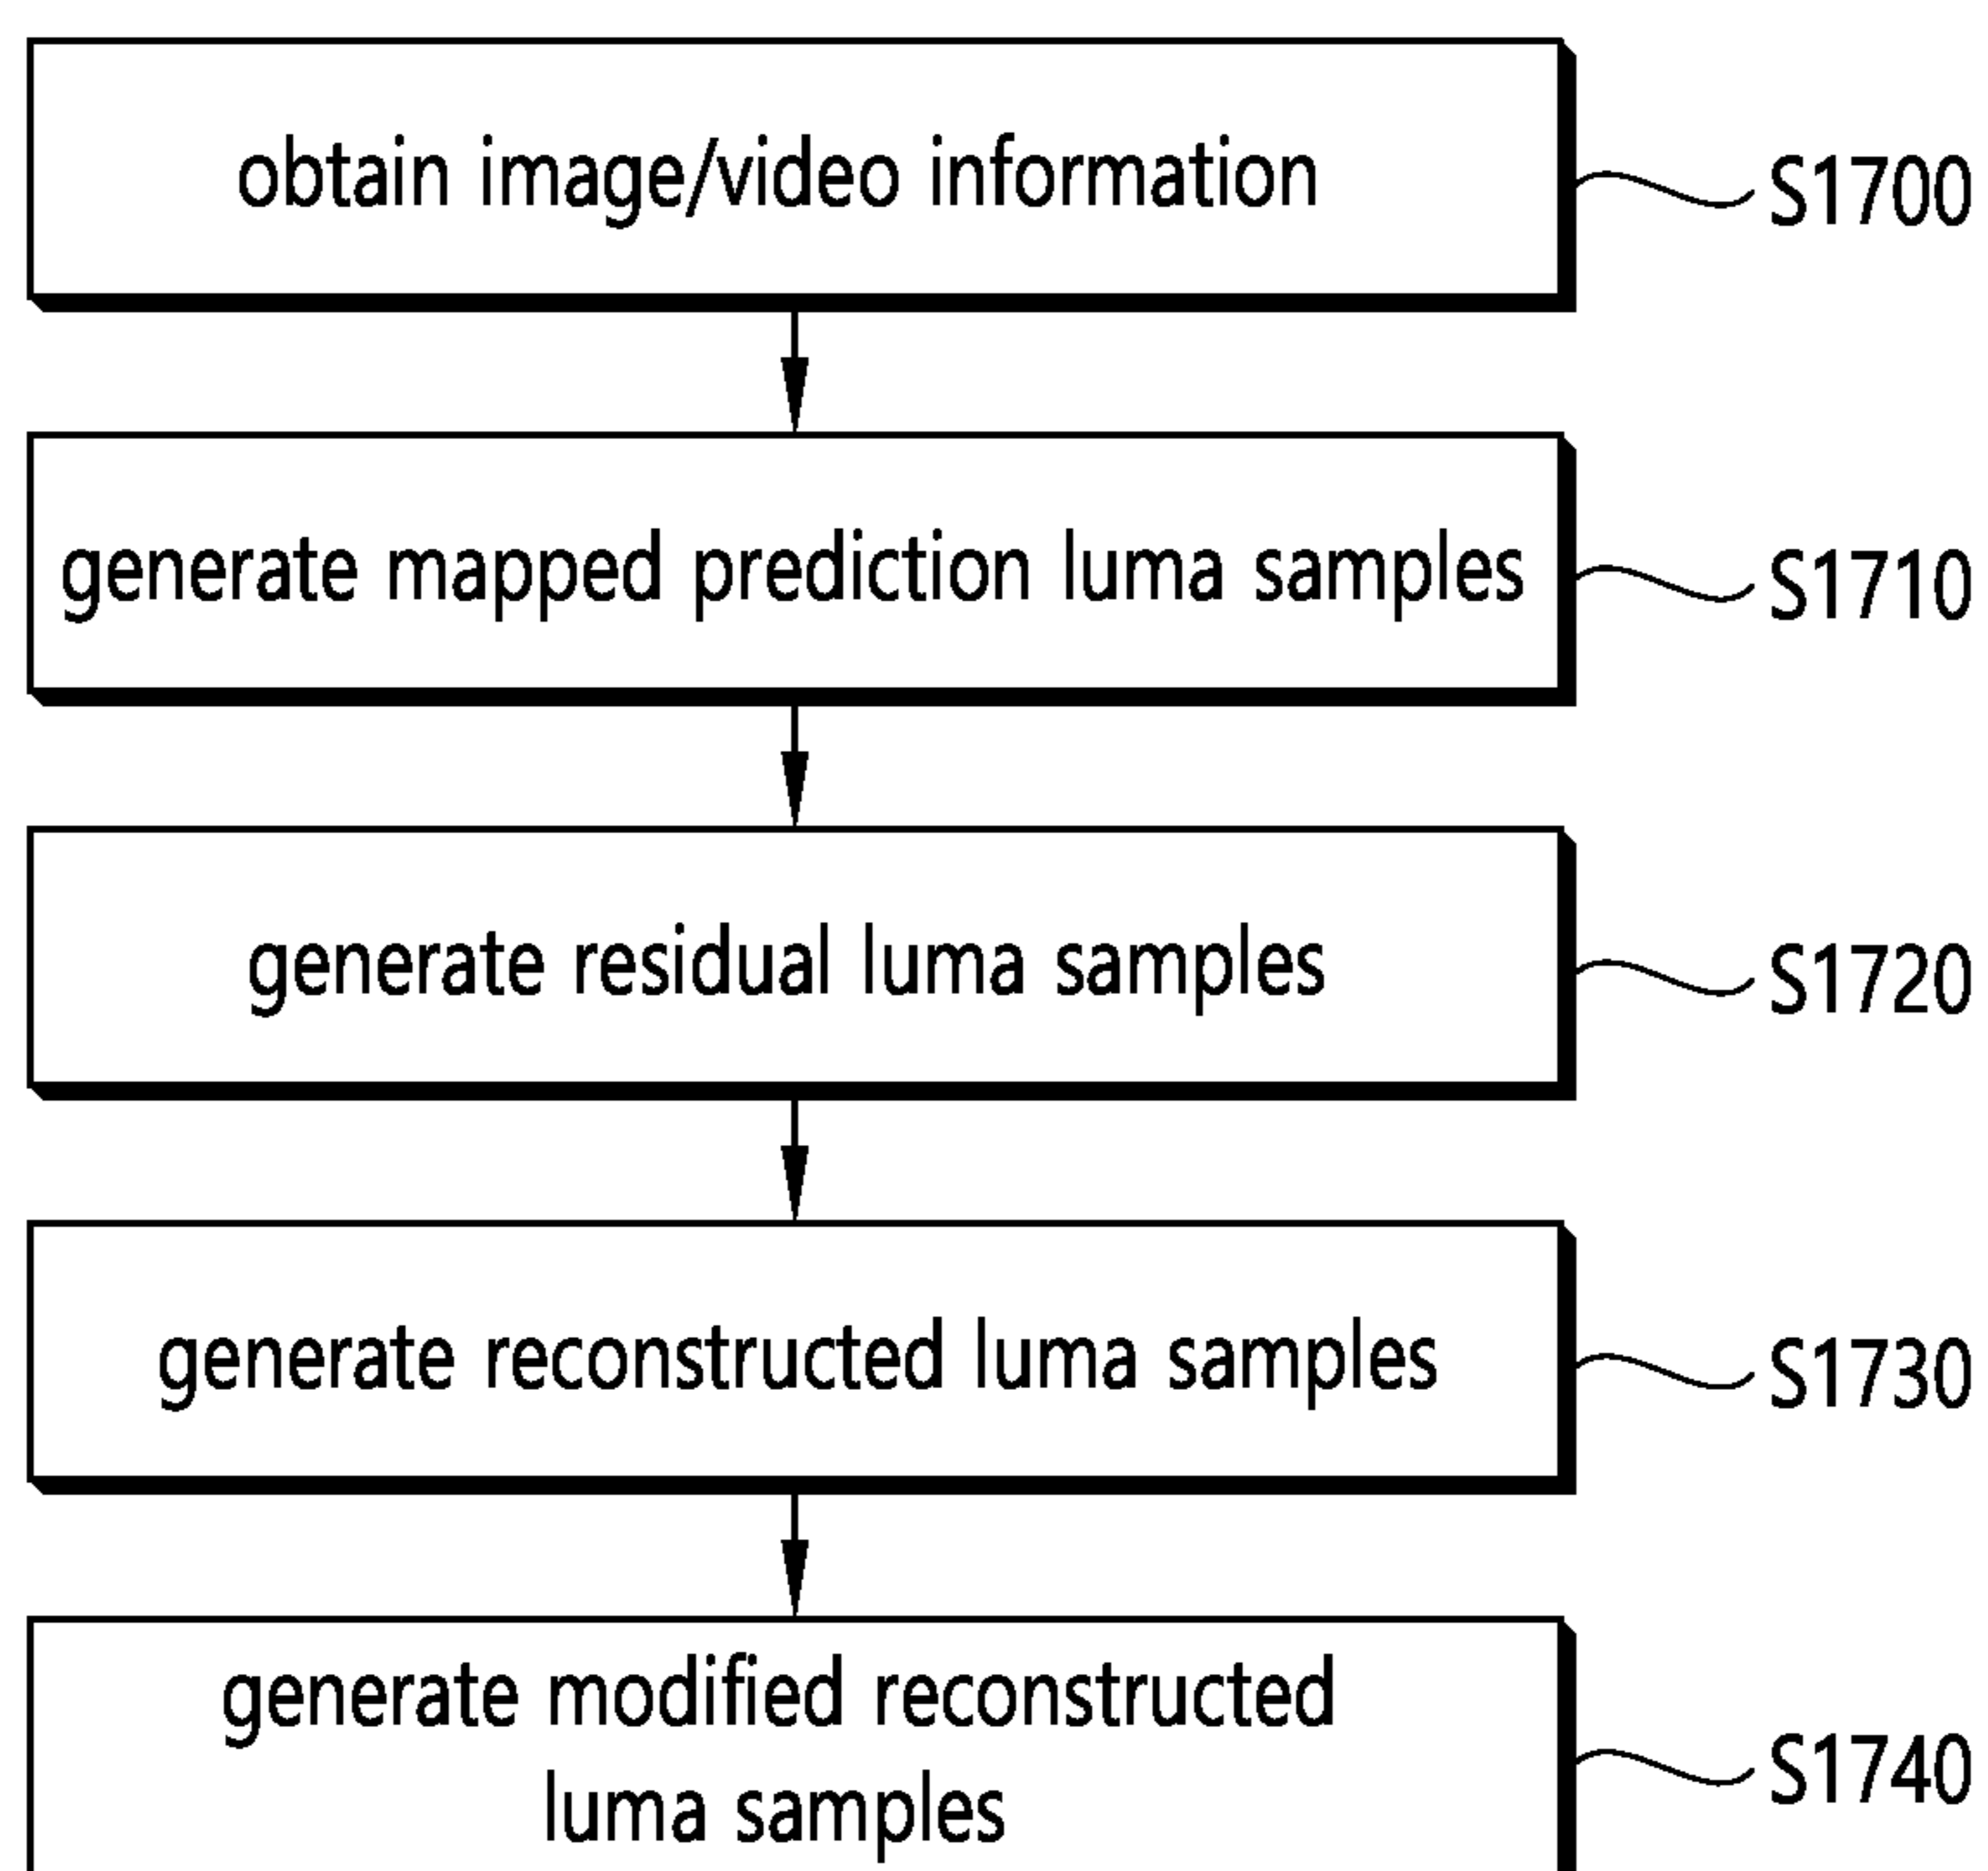 obtain image/video information
S1700
generate mapped prediction luma samples
S1710
generate residual luma samples
S1720
generate reconstructed luma samples
S1730
generate modified reconstructed
luma samples
S1740